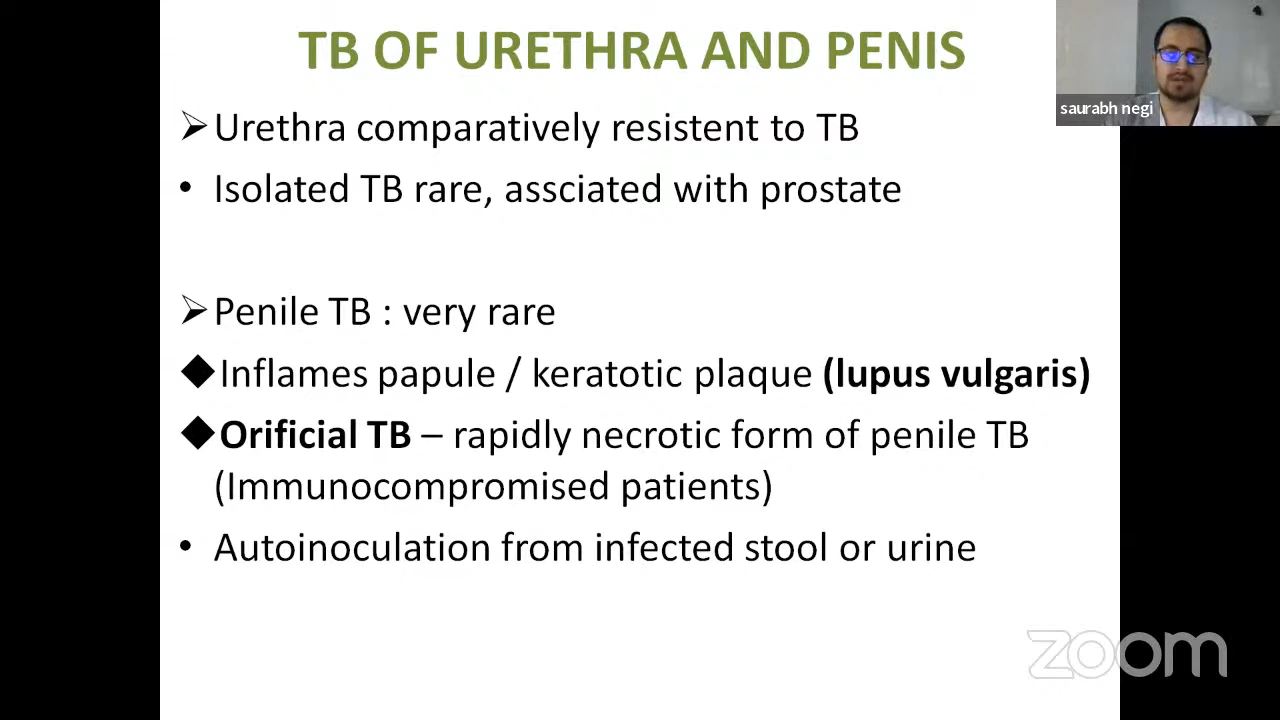 TB OF URETHRA AND PENIS
saurabh negi
➢Urethra comparatively resistent to TB
• Isolated TB rare, assciated with prostate
➢Penile TB : very rare
◆Inflames papule / keratotic plaque (lupus vulgaris)
◆Orificial TB – rapidly necrotic form of penile TB
(Immunocompromised patients)
• Autoinoculation from infected stool or urine
zoom